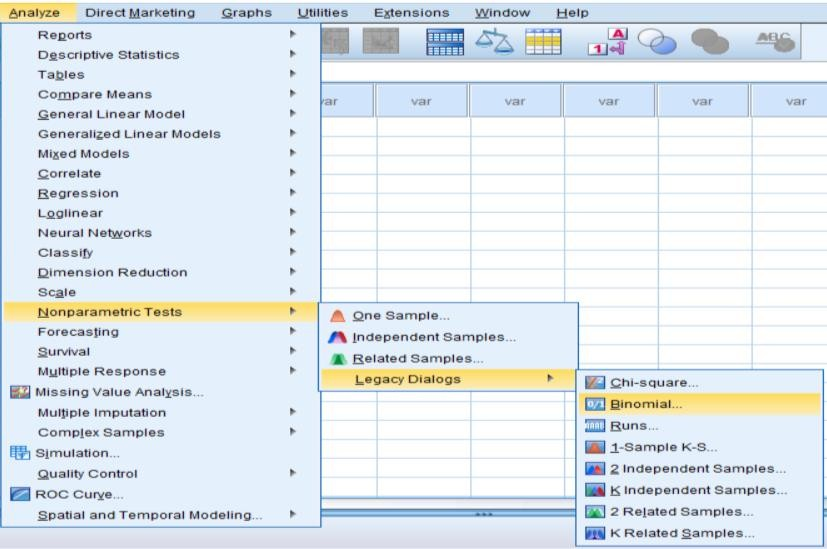 Analyze Direct Marketing Graphs Utilities Extensions Window Help
Reports
Descriptive Statistics
Tables
Compare Means
General Linear Model
Generalized Linear Models
Mixed Models
Correlate
Regression
Loglinear
Neural Networks
Classify
Dimension Reduction
Scale
Nonparametric Tests
Forecasting
Survival
Multiple Response
Missing Value Analysis...
Multiple Imputation
Complex Samples
Simulation...
Quality Control
ROC Curve...
Spatial and Temporal Modeling...
1 A ABC
var var var var var var
One Sample...
Independent Samples...
Related Samples...
Legacy Dialogs
Chi-square...
0/1 Binomial...
Runs...
1-Sample K-S...
2 Independent Samples...
K Independent Samples...
2 Related Samples...
K Related Samples...